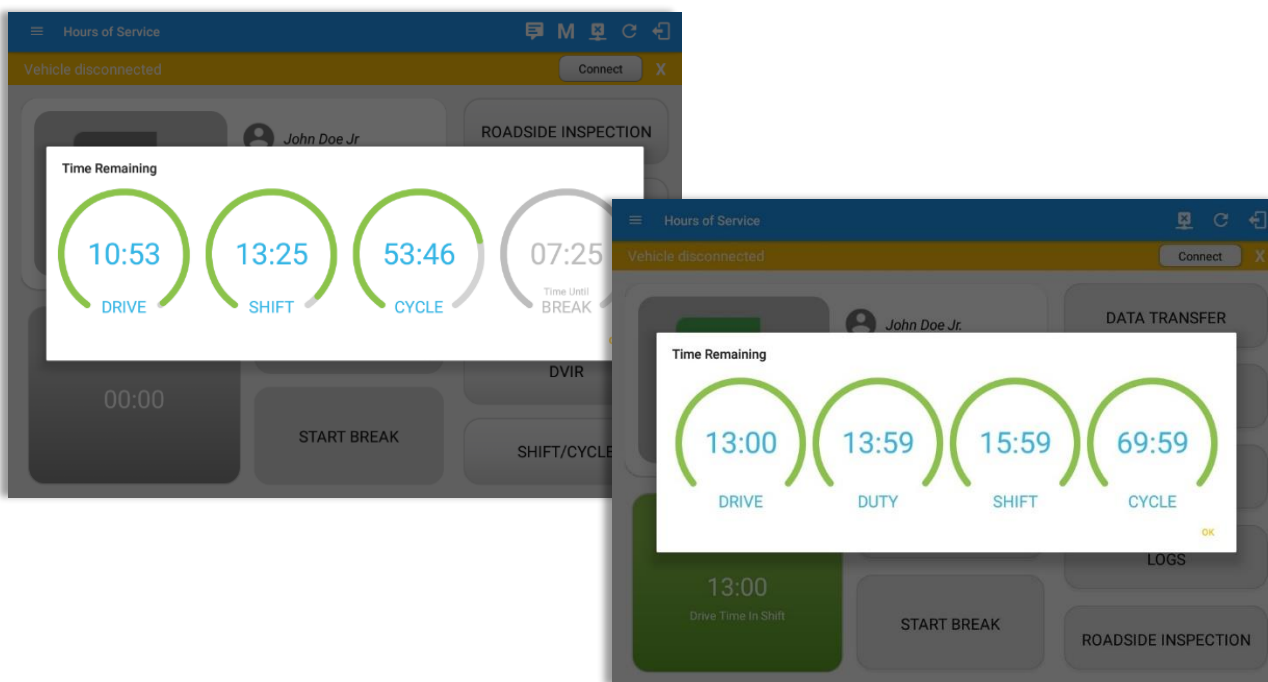 Hours of Service
M
Vehicle disconnected
Connect
X
John Doe Jr
ROADSIDE INSPECTION
Time Remaining
10:53
DRIVE
13:25
SHIFT
53:46
CYCLE
07:25
Time Until
BREAK
DVIR
00:00
START BREAK
SHIFT/CYCLE
Hours of Service
Vehicle disconnected
Connect
X
John Doe Jr.
DATA TRANSFER
Time Remaining
13:00
DRIVE
13:59
DUTY
15:59
SHIFT
69:59
CYCLE
OK
LOGS
13:00
Drive Time In Shift
START BREAK
ROADSIDE INSPECTION